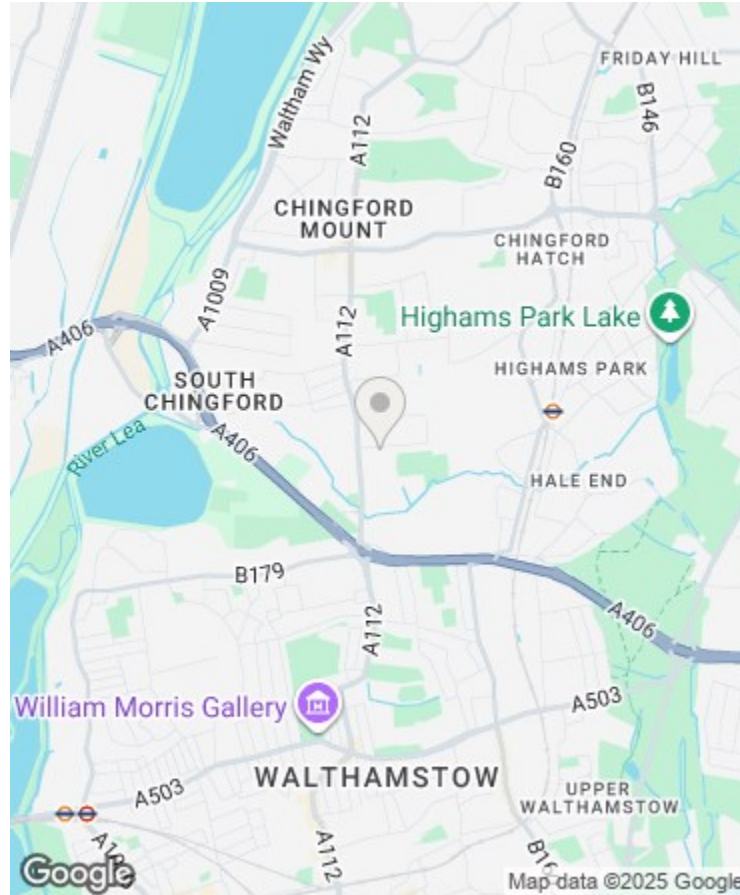 FRIDAY HILL
Waltham Wy
B146
A112
B160
CHINGFORD
MOUNT
CHINGFORD
HATCH
A1009
Highams Park Lake
A406
A112
HIGHAMS PARK
SOUTH
CHINGFORD
River Lea
A406
HALE END
B179
A112
A406
William Morris Gallery
A503
WALTHAMSTOW
A503
UPPER
WALTHAMSTOW
A112
Google
Map data ©2025 Google